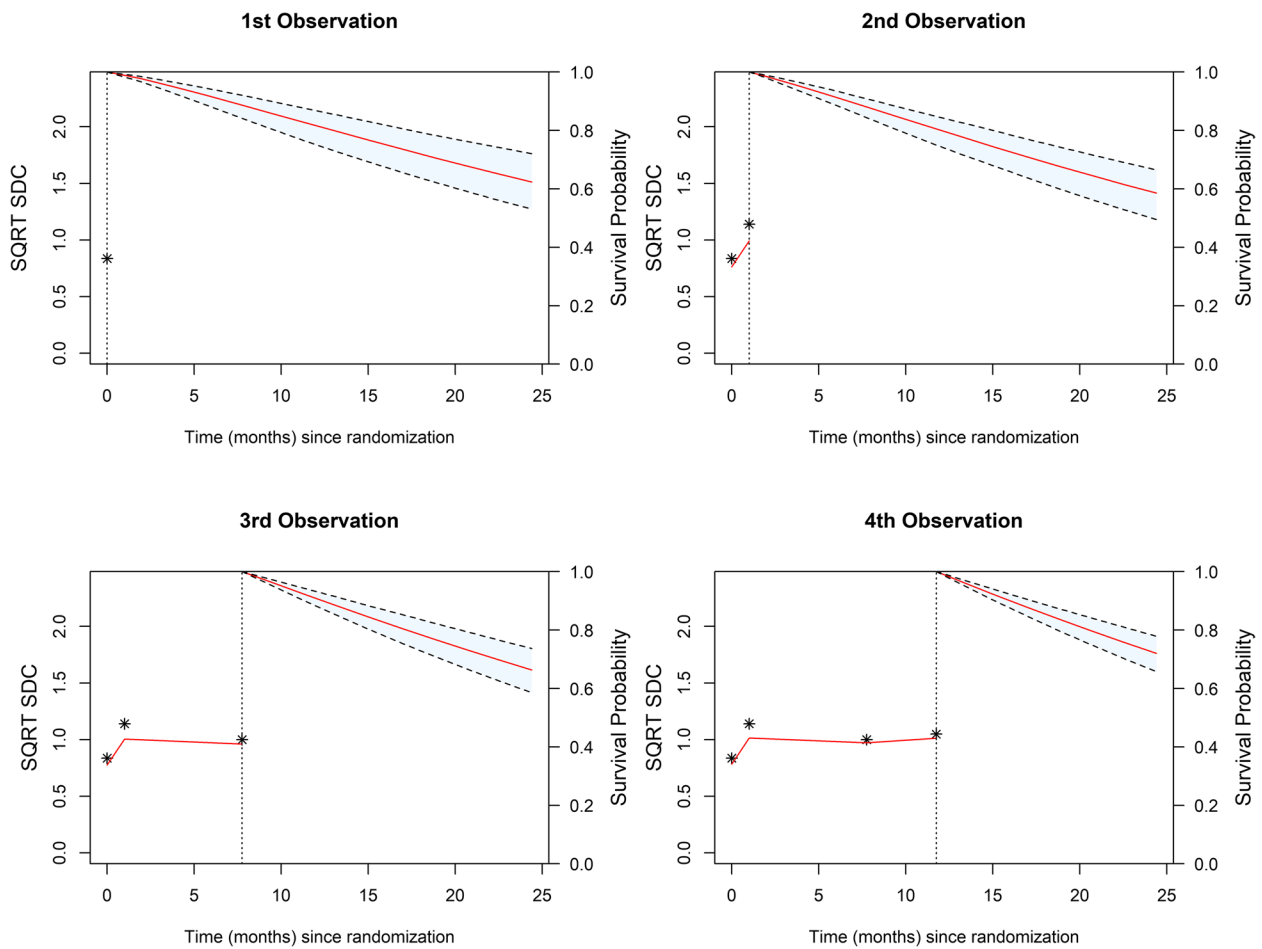 1st Observation
SQRT SDC
0.0 0.5 1.0 1.5 2.0
0 5 10 15 20 25
0.0 0.2 0.4 0.6 0.8 1.0
Survival Probability
Time (months) since randomization
2nd Observation
SQRT SDC
0.0 0.5 1.0 1.5 2.0
0 5 10 15 20 25
0.0 0.2 0.4 0.6 0.8 1.0
Survival Probability
Time (months) since randomization
3rd Observation
SQRT SDC
0.0 0.5 1.0 1.5 2.0
0 5 10 15 20 25
0.0 0.2 0.4 0.6 0.8 1.0
Survival Probability
Time (months) since randomization
4th Observation
SQRT SDC
0.0 0.5 1.0 1.5 2.0
0 5 10 15 20 25
0.0 0.2 0.4 0.6 0.8 1.0
Survival Probability
Time (months) since randomization